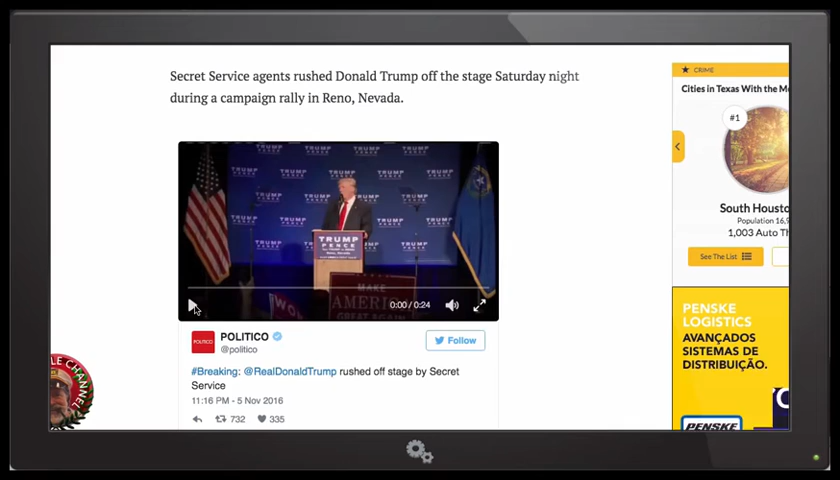 Secret Service agents rushed Donald Trump off the stage Saturday night
during a campaign rally in Reno, Nevada.
TRUMP
PENCE
MAKE
AMERICA
GREAT AGAIN
0:00 / 0:24
POLITICO
@politico
Follow
#Breaking: @RealDonaldTrump rushed off stage by Secret
Service
11:16 PM - 5 Nov 2016
732
335
CRIME
Cities in Texas With the
#1
South
Population
1,003 Auto
See The List
PENSKE
LOGISTICS
AVANÇADOS
SISTEMAS DE
DISTRIBUIÇÃO.
PENSKE
CHANNEL